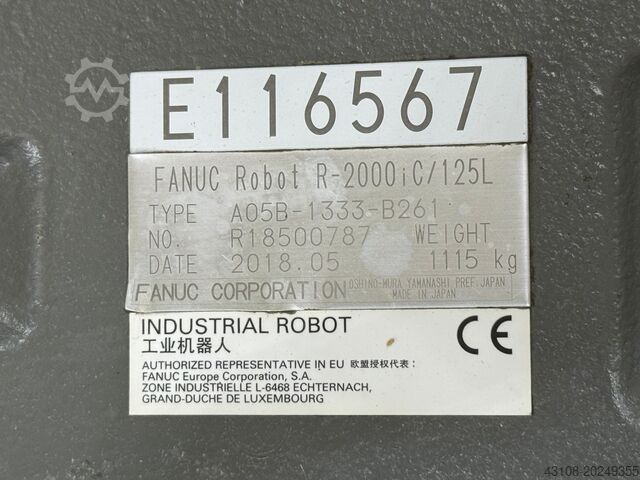 E116567
FANUC Robot R-2000iC/125L
TYPE A05B-1333-B261
NO. R18500787 WEIGHT
DATE 2018.05 1115 kg
FANUC CORPORATION OSHINO-MURA YAMANASHI PREF. JAPAN
MADE IN JAPAN
INDUSTRIAL ROBOT CE
工业机器人
AUTHORIZED REPRESENTATIVE IN EU 欧盟授权代表：
FANUC Europe Corporation, S.A.
ZONE INDUSTRIELLE L-6468 ECHTERNACH,
GRAND-DUCHE DE LUXEMBOURG
43108 20249355